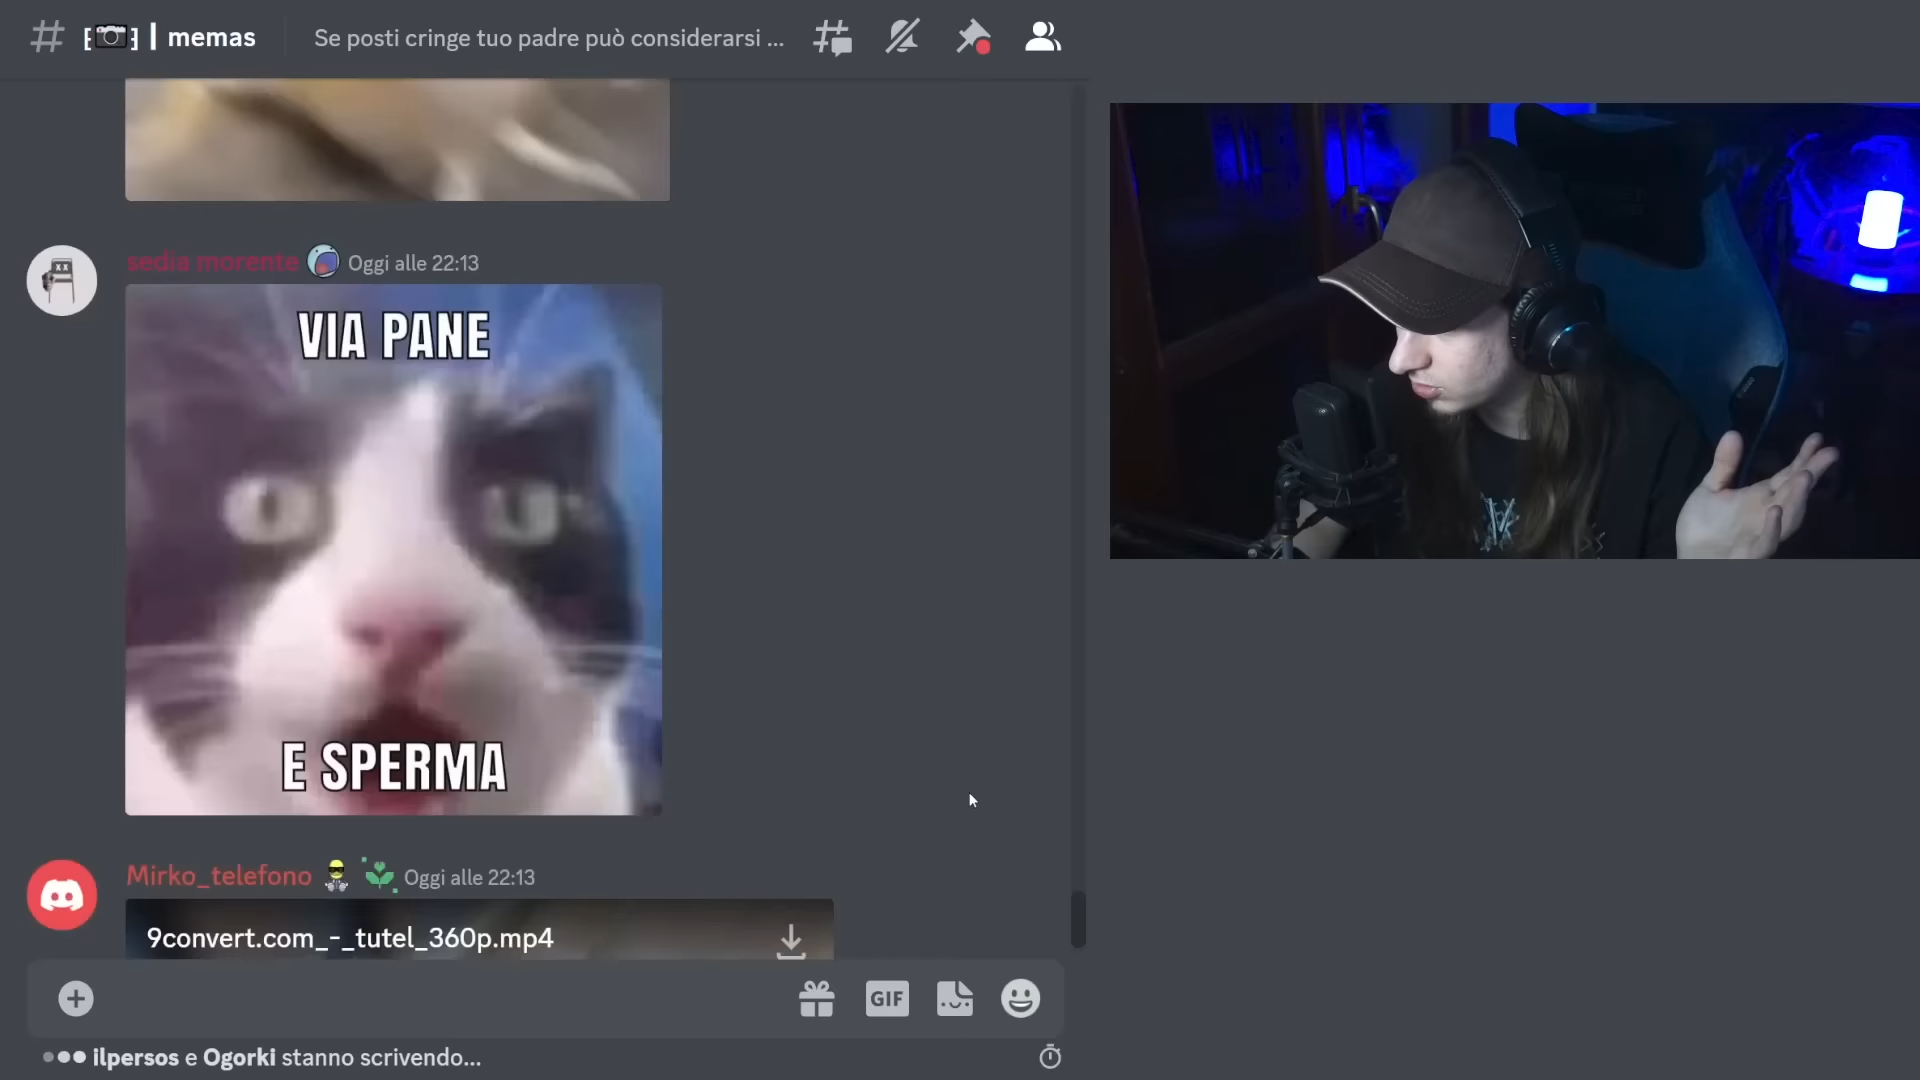 memas
Se posti cringe tuo padre può considerarsi ...
sedia morente Oggi alle 22:13
VIA PANE
E SPERMA
Mirko_telefono Oggi alle 22:13
9convert.com_-_tutel_360p.mp4
GIF
ilpersos e Ogorki stanno scrivendo...